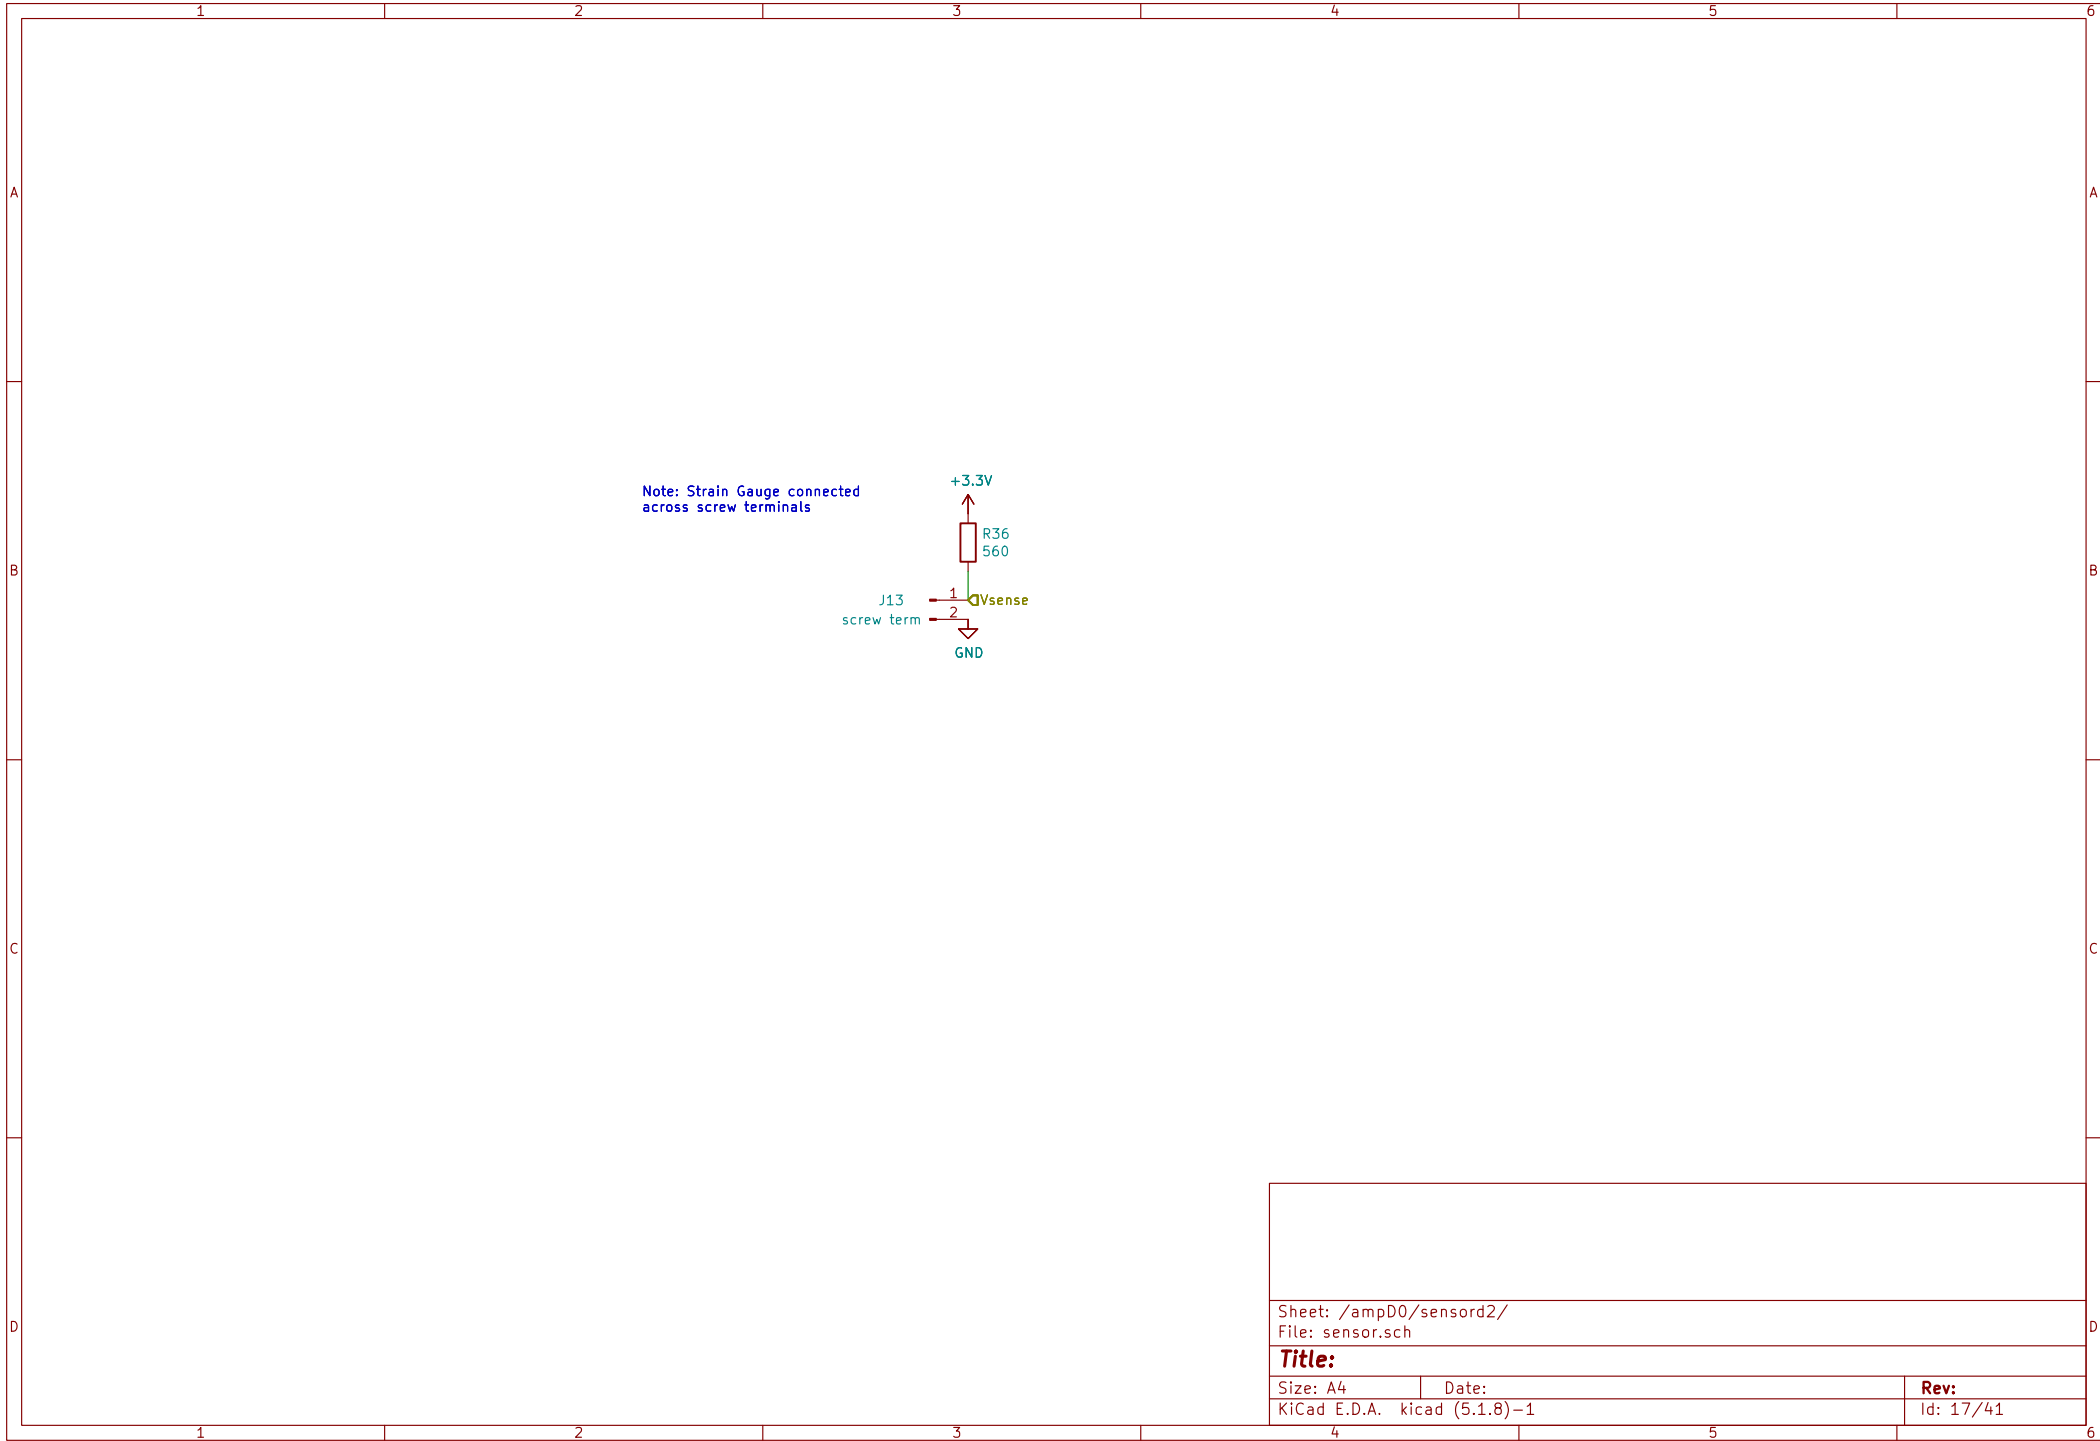 1 2 3 4 5 6
A A
Note: Strain Gauge connected
across screw terminals
+3.3V
R36
560
B B
J13
screw term
1
2
Vsense
GND
C C
Sheet: /ampD0/sensord2/
File: sensor.sch
D D
Title:
Size: A4 Date: Rev:
KiCad E.D.A. kicad (5.1.8)-1 Id: 17/41
1 2 3 4 5 6